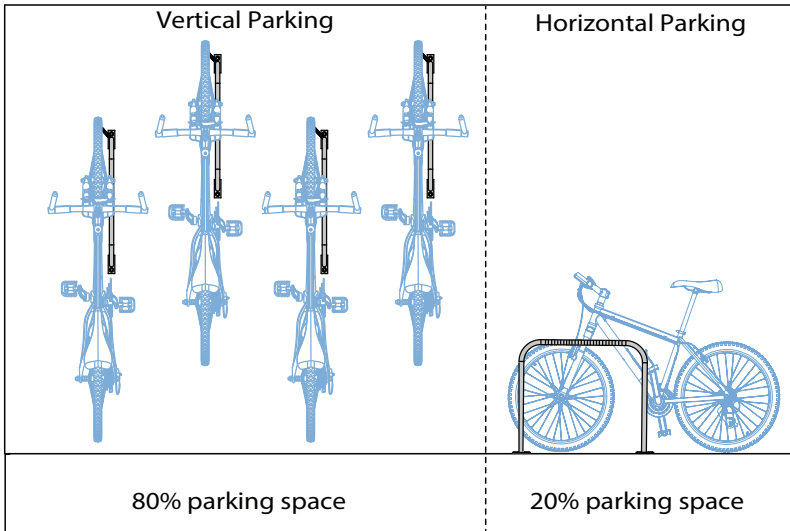 Vertical Parking
Horizontal Parking
80% parking space
20% parking space